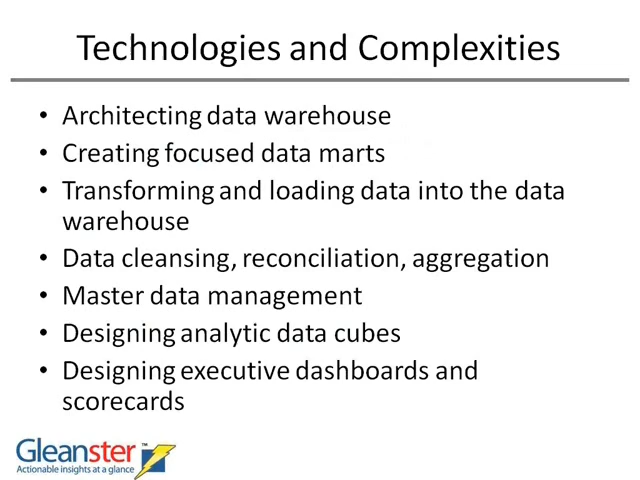 Technologies and Complexities
• Architecting data warehouse
• Creating focused data marts
• Transforming and loading data into the data
warehouse
• Data cleansing, reconciliation, aggregation
• Master data management
• Designing analytic data cubes
• Designing executive dashboards and
scorecards
Gleanster™
Actionable insights at a glance